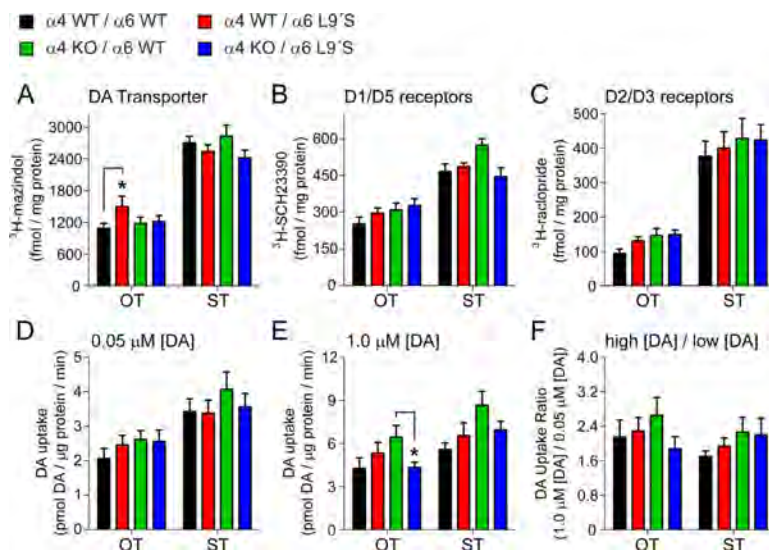 α4 WT / α6 WT
α4 WT / α6 L9´S
α4 KO / α6 WT
α4 KO / α6 L9´S
A
DA Transporter
³H-mazindol
(fmol / mg protein)
3000
2400
1800
1200
600
0
*
OT
ST
B
D1/D5 receptors
³H-SCH23390
(fmol / mg protein)
600
450
300
150
0
OT
ST
C
D2/D3 receptors
³H-raclopride
(fmol / mg protein)
500
400
300
200
100
0
OT
ST
D
0.05 μM [DA]
DA uptake
(pmol DA / μg protein / min)
5
4
3
2
1
0
OT
ST
E
1.0 μM [DA]
DA uptake
(pmol DA / μg protein / min)
12
9
6
3
0
*
OT
ST
F
high [DA] / low [DA]
DA Uptake Ratio
(1.0 μM [DA] / 0.05 μM [DA])
4.0
3.2
2.4
1.6
.8
0
OT
ST